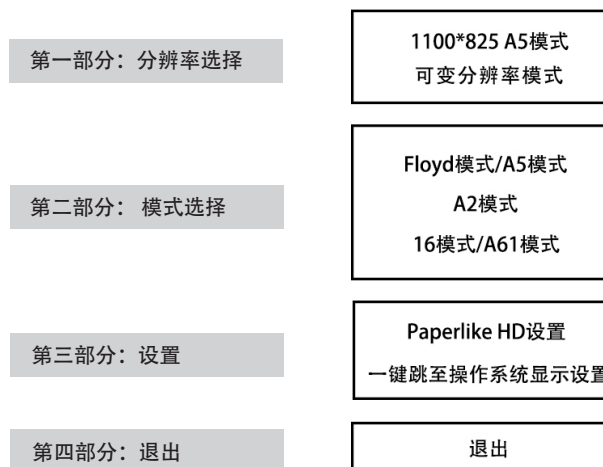 第一部分：分辨率选择
1100*825 A5模式
可变分辨率模式
第二部分： 模式选择
Floyd模式/A5模式
A2模式
16模式/A61模式
第三部分：设置
Paperlike HD设置
一键跳至操作系统显示设置
第四部分：退出
退出